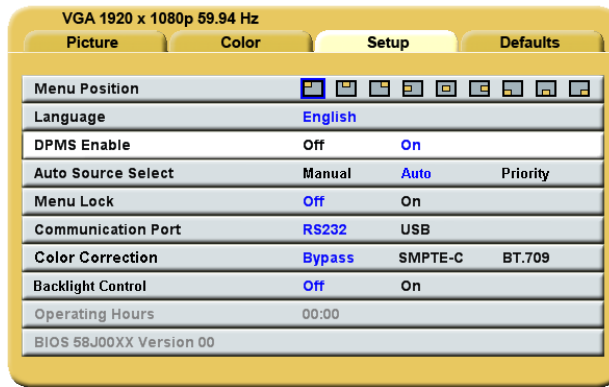 VGA 1920 x 1080p 59.94 Hz
Picture Color Setup Defaults
Menu Position
Language English
DPMS Enable Off On
Auto Source Select Manual Auto Priority
Menu Lock Off On
Communication Port RS232 USB
Color Correction Bypass SMPTE-C BT.709
Backlight Control Off On
Operating Hours 00:00
BIOS 58J00XX Version 00